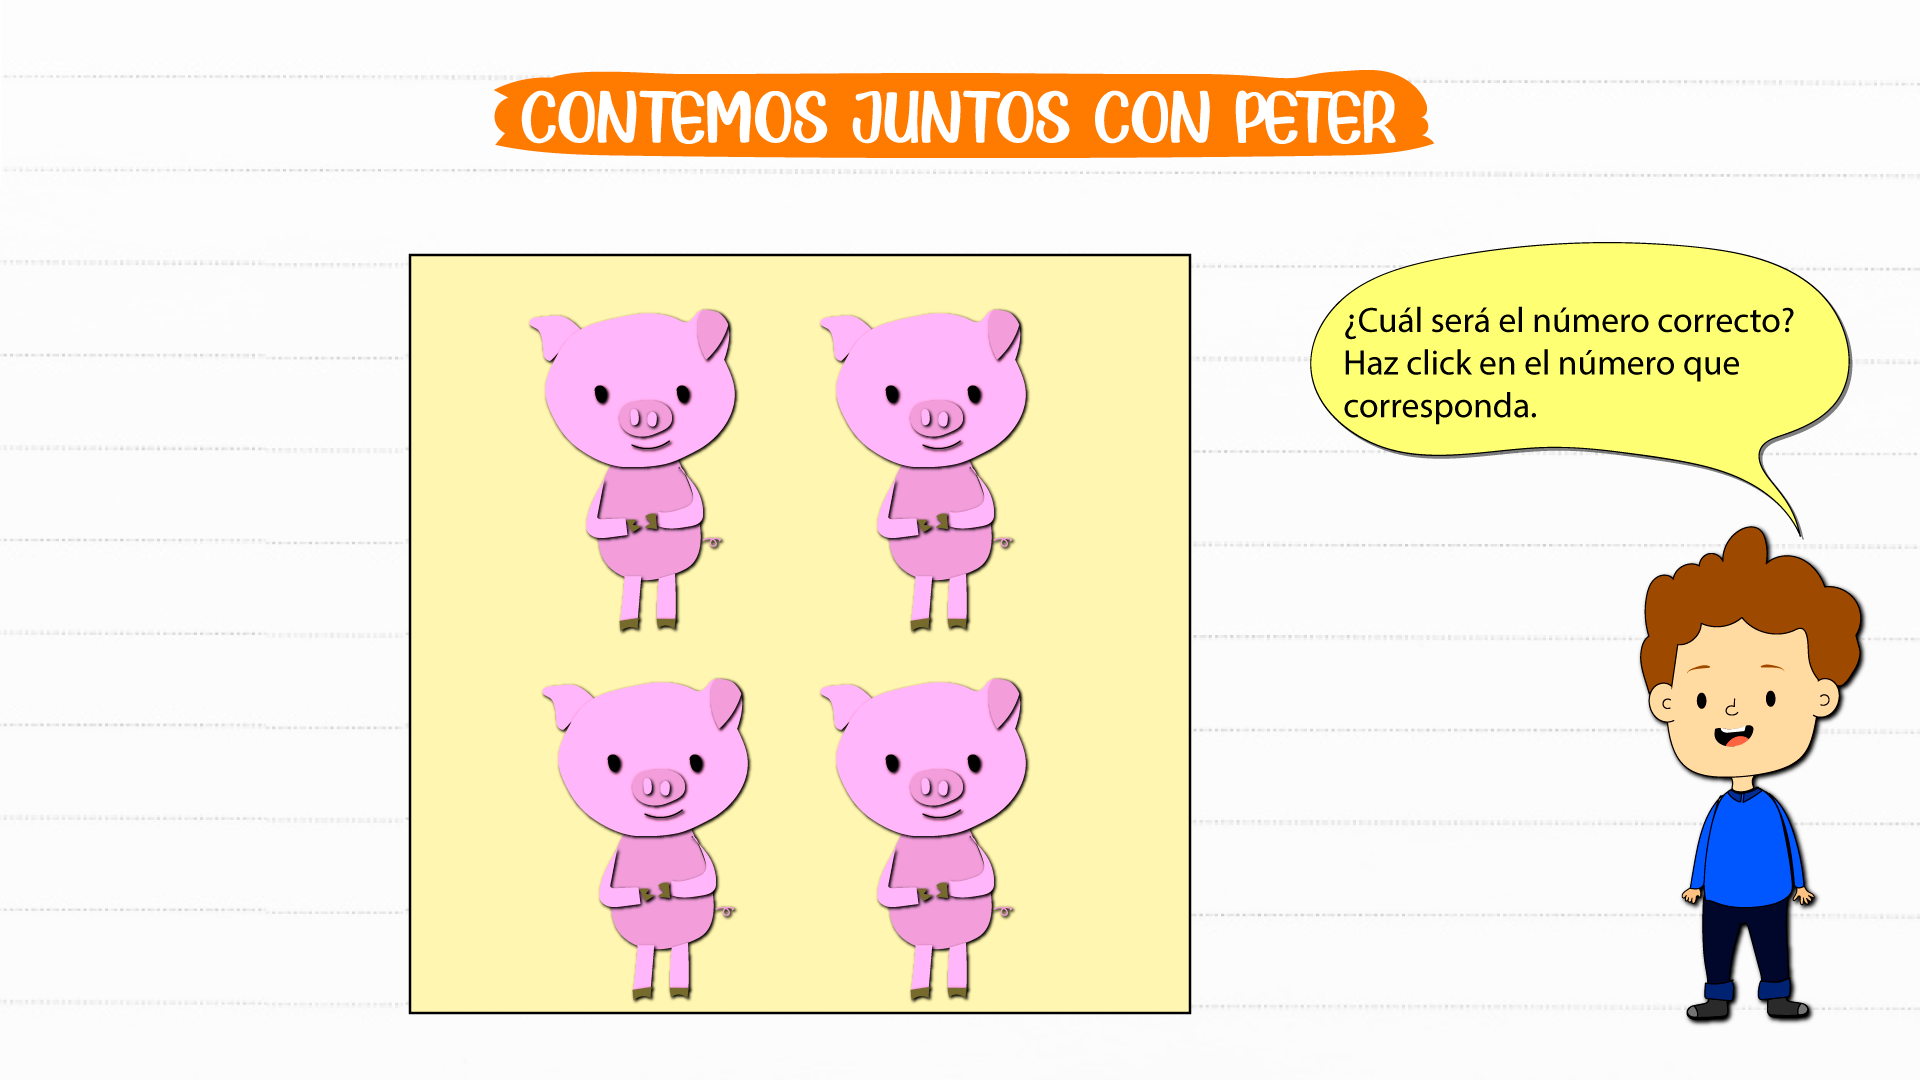 CONTEMOS JUNTOS CON PETER
¿Cuál será el número correcto?
Haz click en el número que
corresponda.